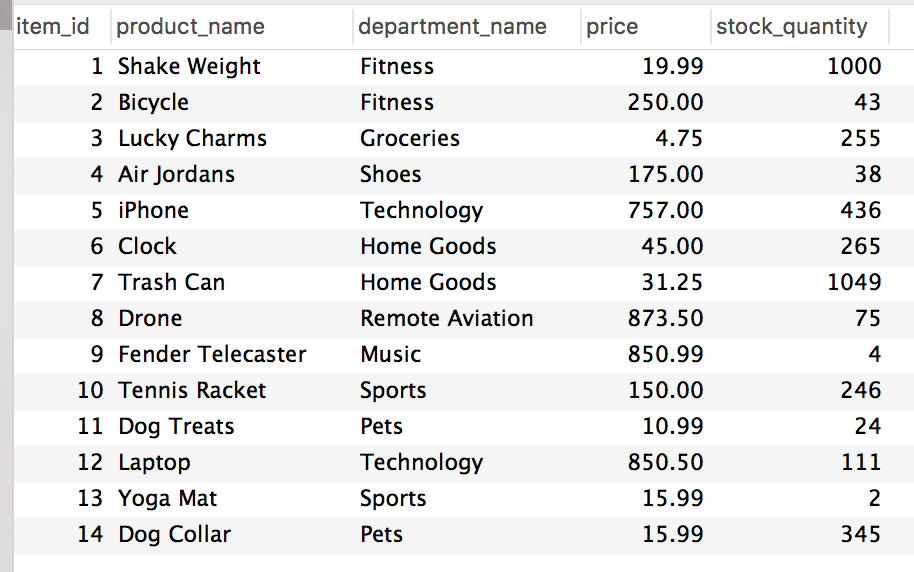 item_id product_name department_name price stock_quantity
1 Shake Weight Fitness 19.99 1000
2 Bicycle Fitness 250.00 43
3 Lucky Charms Groceries 4.75 255
4 Air Jordans Shoes 175.00 38
5 iPhone Technology 757.00 436
6 Clock Home Goods 45.00 265
7 Trash Can Home Goods 31.25 1049
8 Drone Remote Aviation 873.50 75
9 Fender Telecaster Music 850.99 4
10 Tennis Racket Sports 150.00 246
11 Dog Treats Pets 10.99 24
12 Laptop Technology 850.50 111
13 Yoga Mat Sports 15.99 2
14 Dog Collar Pets 15.99 345